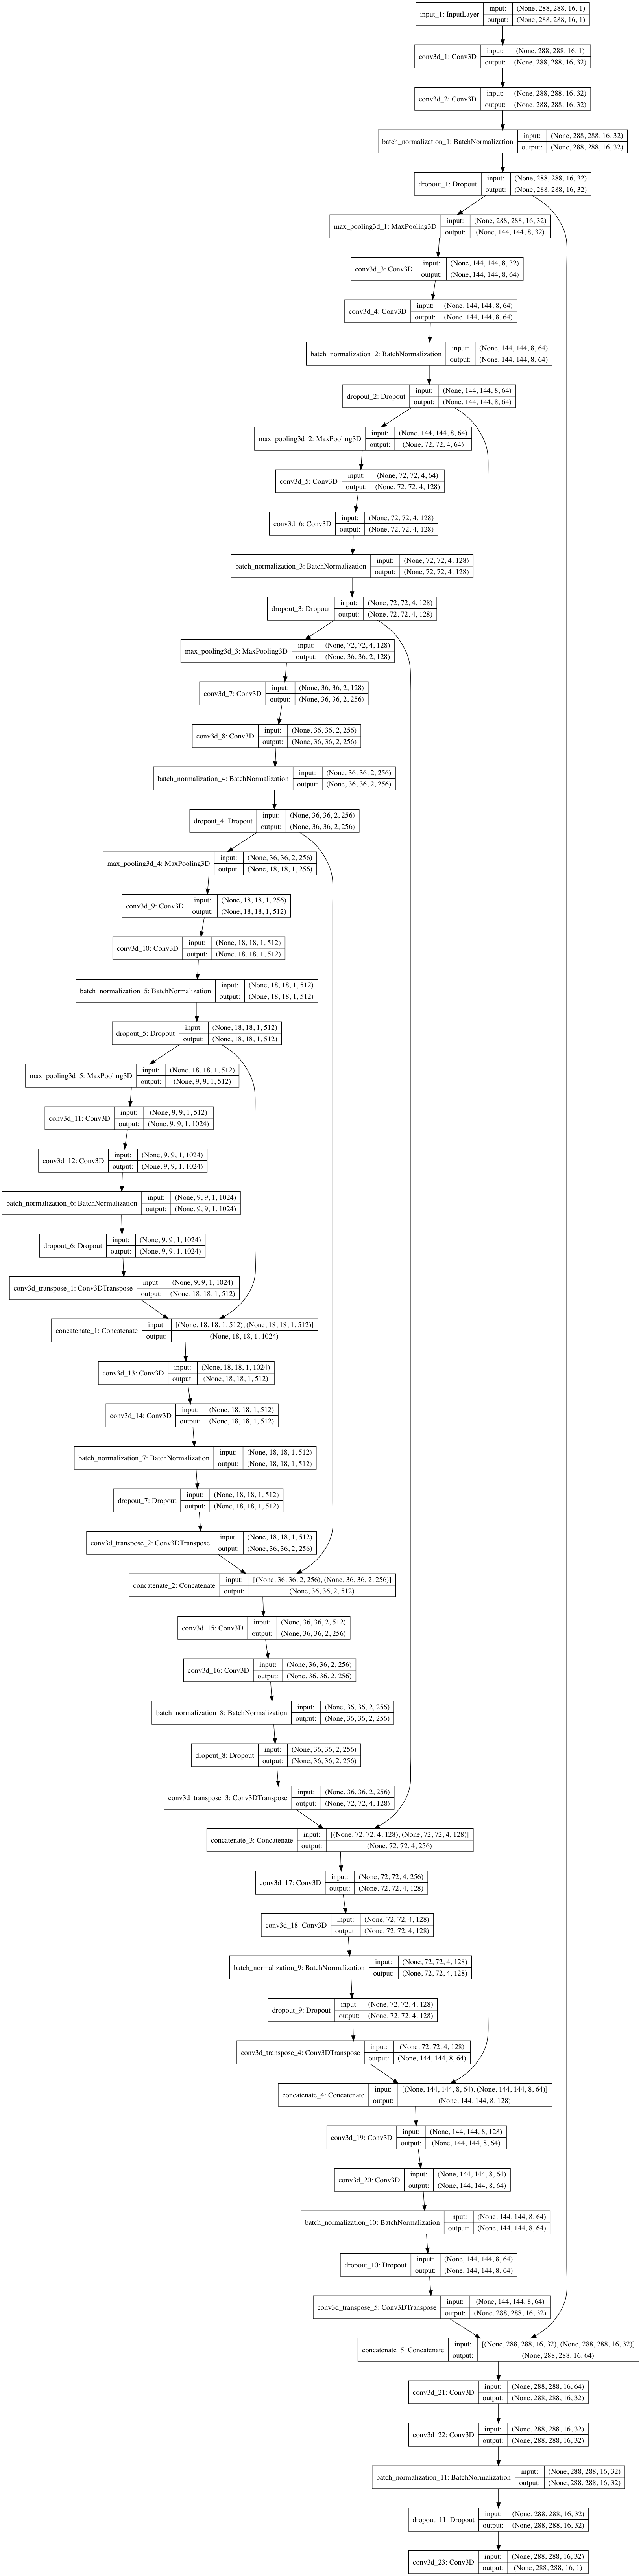 input_1: InputLayer
input: (None, 288, 288, 16, 1)
output: (None, 288, 288, 16, 1)
conv3d_1: Conv3D
input: (None, 288, 288, 16, 1)
output: (None, 288, 288, 16, 32)
conv3d_2: Conv3D
input: (None, 288, 288, 16, 32)
output: (None, 288, 288, 16, 32)
batch_normalization_1: BatchNormalization
input: (None, 288, 288, 16, 32)
output: (None, 288, 288, 16, 32)
dropout_1: Dropout
input: (None, 288, 288, 16, 32)
output: (None, 288, 288, 16, 32)
max_pooling3d_1: MaxPooling3D
input: (None, 288, 288, 16, 32)
output: (None, 144, 144, 8, 32)
conv3d_3: Conv3D
input: (None, 144, 144, 8, 32)
output: (None, 144, 144, 8, 64)
conv3d_4: Conv3D
input: (None, 144, 144, 8, 64)
output: (None, 144, 144, 8, 64)
batch_normalization_2: BatchNormalization
input: (None, 144, 144, 8, 64)
output: (None, 144, 144, 8, 64)
dropout_2: Dropout
input: (None, 144, 144, 8, 64)
output: (None, 144, 144, 8, 64)
max_pooling3d_2: MaxPooling3D
input: (None, 144, 144, 8, 64)
output: (None, 72, 72, 4, 64)
conv3d_5: Conv3D
input: (None, 72, 72, 4, 64)
output: (None, 72, 72, 4, 128)
conv3d_6: Conv3D
input: (None, 72, 72, 4, 128)
output: (None, 72, 72, 4, 128)
batch_normalization_3: BatchNormalization
input: (None, 72, 72, 4, 128)
output: (None, 72, 72, 4, 128)
dropout_3: Dropout
input: (None, 72, 72, 4, 128)
output: (None, 72, 72, 4, 128)
max_pooling3d_3: MaxPooling3D
input: (None, 72, 72, 4, 128)
output: (None, 36, 36, 2, 128)
conv3d_7: Conv3D
input: (None, 36, 36, 2, 128)
output: (None, 36, 36, 2, 256)
conv3d_8: Conv3D
input: (None, 36, 36, 2, 256)
output: (None, 36, 36, 2, 256)
batch_normalization_4: BatchNormalization
input: (None, 36, 36, 2, 256)
output: (None, 36, 36, 2, 256)
dropout_4: Dropout
input: (None, 36, 36, 2, 256)
output: (None, 36, 36, 2, 256)
max_pooling3d_4: MaxPooling3D
input: (None, 36, 36, 2, 256)
output: (None, 18, 18, 1, 256)
conv3d_9: Conv3D
input: (None, 18, 18, 1, 256)
output: (None, 18, 18, 1, 512)
conv3d_10: Conv3D
input: (None, 18, 18, 1, 512)
output: (None, 18, 18, 1, 512)
batch_normalization_5: BatchNormalization
input: (None, 18, 18, 1, 512)
output: (None, 18, 18, 1, 512)
dropout_5: Dropout
input: (None, 18, 18, 1, 512)
output: (None, 18, 18, 1, 512)
max_pooling3d_5: MaxPooling3D
input: (None, 18, 18, 1, 512)
output: (None, 9, 9, 1, 512)
conv3d_11: Conv3D
input: (None, 9, 9, 1, 512)
output: (None, 9, 9, 1, 1024)
conv3d_12: Conv3D
input: (None, 9, 9, 1, 1024)
output: (None, 9, 9, 1, 1024)
batch_normalization_6: BatchNormalization
input: (None, 9, 9, 1, 1024)
output: (None, 9, 9, 1, 1024)
dropout_6: Dropout
input: (None, 9, 9, 1, 1024)
output: (None, 9, 9, 1, 1024)
conv3d_transpose_1: Conv3DTranspose
input: (None, 9, 9, 1, 1024)
output: (None, 18, 18, 1, 512)
concatenate_1: Concatenate
input: [(None, 18, 18, 1, 512), (None, 18, 18, 1, 512)]
output: (None, 18, 18, 1, 1024)
conv3d_13: Conv3D
input: (None, 18, 18, 1, 1024)
output: (None, 18, 18, 1, 512)
conv3d_14: Conv3D
input: (None, 18, 18, 1, 512)
output: (None, 18, 18, 1, 512)
batch_normalization_7: BatchNormalization
input: (None, 18, 18, 1, 512)
output: (None, 18, 18, 1, 512)
dropout_7: Dropout
input: (None, 18, 18, 1, 512)
output: (None, 18, 18, 1, 512)
conv3d_transpose_2: Conv3DTranspose
input: (None, 18, 18, 1, 512)
output: (None, 36, 36, 2, 256)
concatenate_2: Concatenate
input: [(None, 36, 36, 2, 256), (None, 36, 36, 2, 256)]
output: (None, 36, 36, 2, 512)
conv3d_15: Conv3D
input: (None, 36, 36, 2, 512)
output: (None, 36, 36, 2, 256)
conv3d_16: Conv3D
input: (None, 36, 36, 2, 256)
output: (None, 36, 36, 2, 256)
batch_normalization_8: BatchNormalization
input: (None, 36, 36, 2, 256)
output: (None, 36, 36, 2, 256)
dropout_8: Dropout
input: (None, 36, 36, 2, 256)
output: (None, 36, 36, 2, 256)
conv3d_transpose_3: Conv3DTranspose
input: (None, 36, 36, 2, 256)
output: (None, 72, 72, 4, 128)
concatenate_3: Concatenate
input: [(None, 72, 72, 4, 128), (None, 72, 72, 4, 128)]
output: (None, 72, 72, 4, 256)
conv3d_17: Conv3D
input: (None, 72, 72, 4, 256)
output: (None, 72, 72, 4, 128)
conv3d_18: Conv3D
input: (None, 72, 72, 4, 128)
output: (None, 72, 72, 4, 128)
batch_normalization_9: BatchNormalization
input: (None, 72, 72, 4, 128)
output: (None, 72, 72, 4, 128)
dropout_9: Dropout
input: (None, 72, 72, 4, 128)
output: (None, 72, 72, 4, 128)
conv3d_transpose_4: Conv3DTranspose
input: (None, 72, 72, 4, 128)
output: (None, 144, 144, 8, 64)
concatenate_4: Concatenate
input: [(None, 144, 144, 8, 64), (None, 144, 144, 8, 64)]
output: (None, 144, 144, 8, 128)
conv3d_19: Conv3D
input: (None, 144, 144, 8, 128)
output: (None, 144, 144, 8, 64)
conv3d_20: Conv3D
input: (None, 144, 144, 8, 64)
output: (None, 144, 144, 8, 64)
batch_normalization_10: BatchNormalization
input: (None, 144, 144, 8, 64)
output: (None, 144, 144, 8, 64)
dropout_10: Dropout
input: (None, 144, 144, 8, 64)
output: (None, 144, 144, 8, 64)
conv3d_transpose_5: Conv3DTranspose
input: (None, 144, 144, 8, 64)
output: (None, 288, 288, 16, 32)
concatenate_5: Concatenate
input: [(None, 288, 288, 16, 32), (None, 288, 288, 16, 32)]
output: (None, 288, 288, 16, 64)
conv3d_21: Conv3D
input: (None, 288, 288, 16, 64)
output: (None, 288, 288, 16, 32)
conv3d_22: Conv3D
input: (None, 288, 288, 16, 32)
output: (None, 288, 288, 16, 32)
batch_normalization_11: BatchNormalization
input: (None, 288, 288, 16, 32)
output: (None, 288, 288, 16, 32)
dropout_11: Dropout
input: (None, 288, 288, 16, 32)
output: (None, 288, 288, 16, 32)
conv3d_23: Conv3D
input: (None, 288, 288, 16, 32)
output: (None, 288, 288, 16, 1)